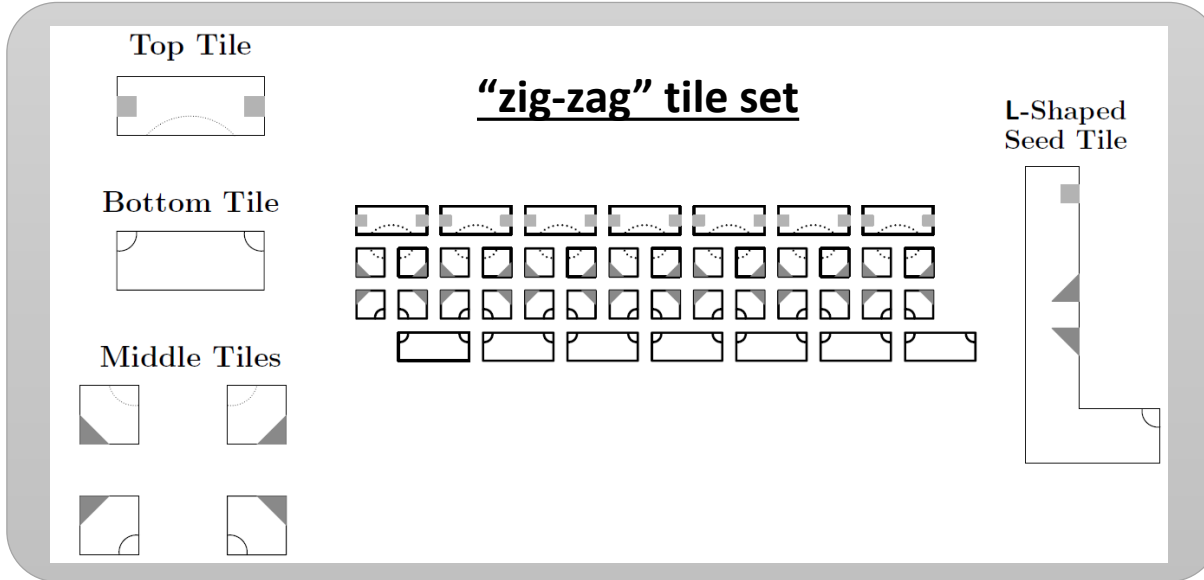 Top Tile
“zig-zag” tile set
L-Shaped
Seed Tile
Bottom Tile
Middle Tiles